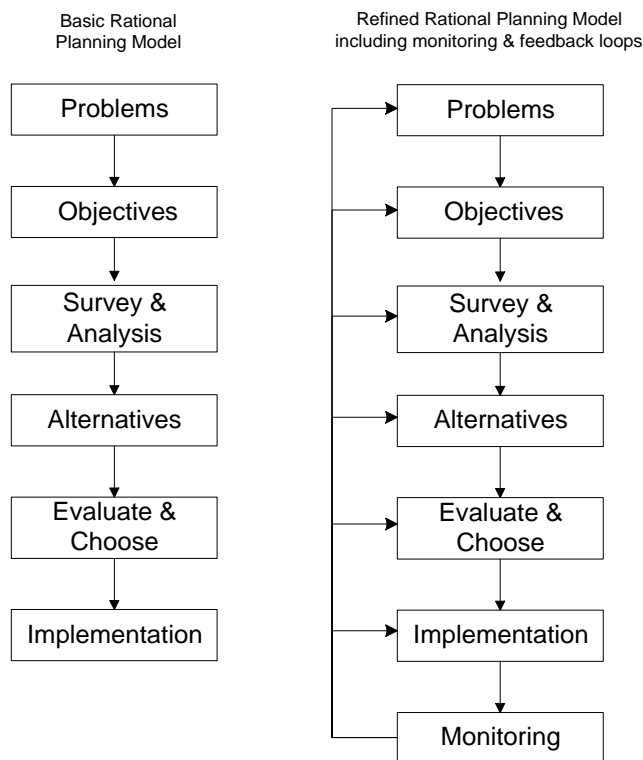 Basic Rational
Planning Model
Problems
Objectives
Survey &
Analysis
Alternatives
Evaluate &
Choose
Implementation
Refined Rational Planning Model
including monitoring & feedback loops
Problems
Objectives
Survey &
Analysis
Alternatives
Evaluate &
Choose
Implementation
Monitoring